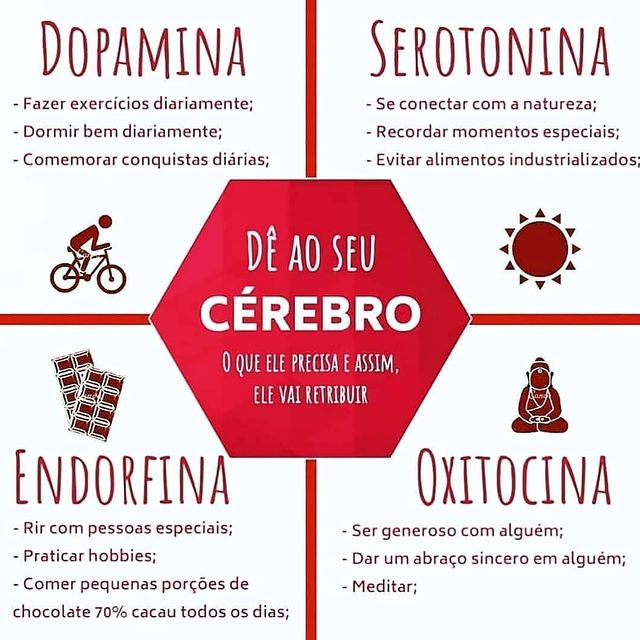 DOPAMINA
- Fazer exercícios diariamente;
- Dormir bem diariamente;
- Comemorar conquistas diárias;
SEROTONINA
- Se conectar com a natureza;
- Recordar momentos especiais;
- Evitar alimentos industrializados;
DÊ AO SEU
CÉREBRO
O QUE ELE PRECISA E ASSIM,
ELE VAI RETRIBUIR
ENDORFINA
- Rir com pessoas especiais;
- Praticar hobbies;
- Comer pequenas porções de
chocolate 70% cacau todos os dias;
OXITOCINA
- Ser generoso com alguém;
- Dar um abraço sincero em alguém;
- Meditar;